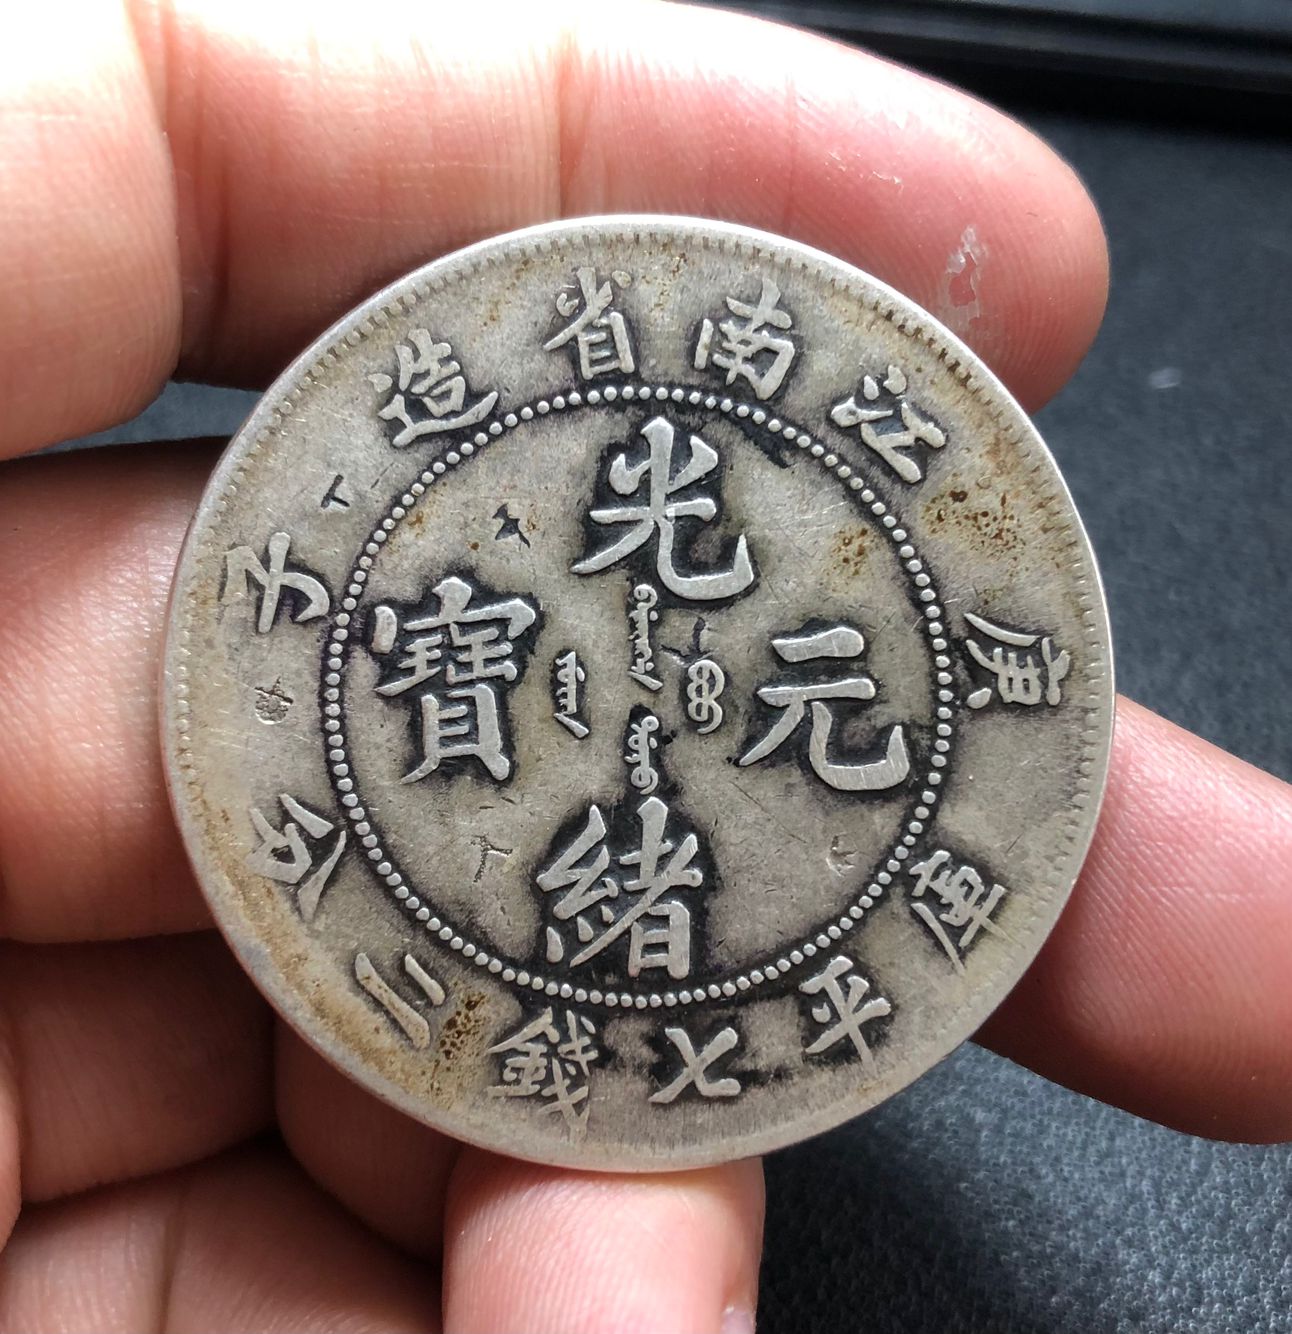 江南省造
庚子
庫平七錢二分
光緒元寶